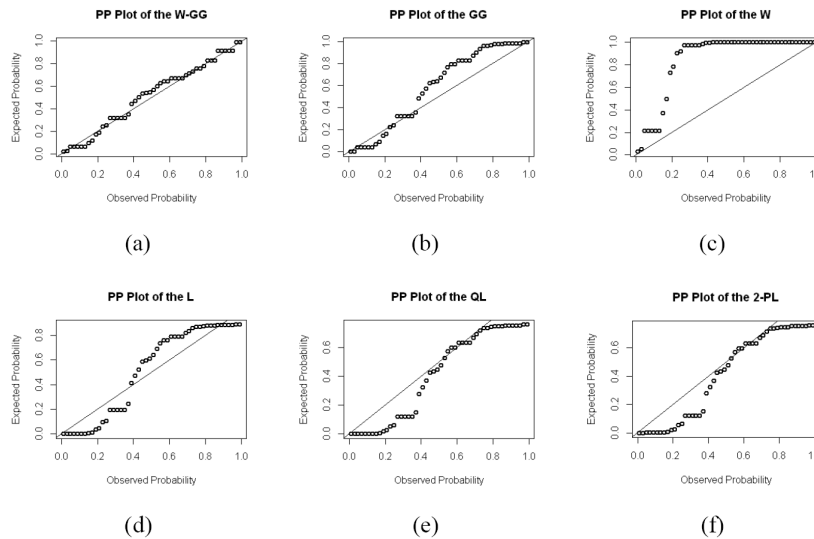 PP Plot of the W-GG
Expected Probability
0.0 0.2 0.4 0.6 0.8 1.0
0.0 0.2 0.4 0.6 0.8 1.0
Observed Probability
(a)
PP Plot of the GG
Expected Probability
0.0 0.2 0.4 0.6 0.8 1.0
0.0 0.2 0.4 0.6 0.8 1.0
Observed Probability
(b)
PP Plot of the W
Expected Probability
0.0 0.2 0.4 0.6 0.8 1.0
0.0 0.2 0.4 0.6 0.8 1.0
Observed Probability
(c)
PP Plot of the L
Expected Probability
0.0 0.2 0.4 0.6 0.8
0.0 0.2 0.4 0.6 0.8 1.0
Observed Probability
(d)
PP Plot of the QL
Expected Probability
0.0 0.2 0.4 0.6
0.0 0.2 0.4 0.6 0.8 1.0
Observed Probability
(e)
PP Plot of the 2-PL
Expected Probability
0.0 0.2 0.4 0.6
0.0 0.2 0.4 0.6 0.8 1.0
Observed Probability
(f)